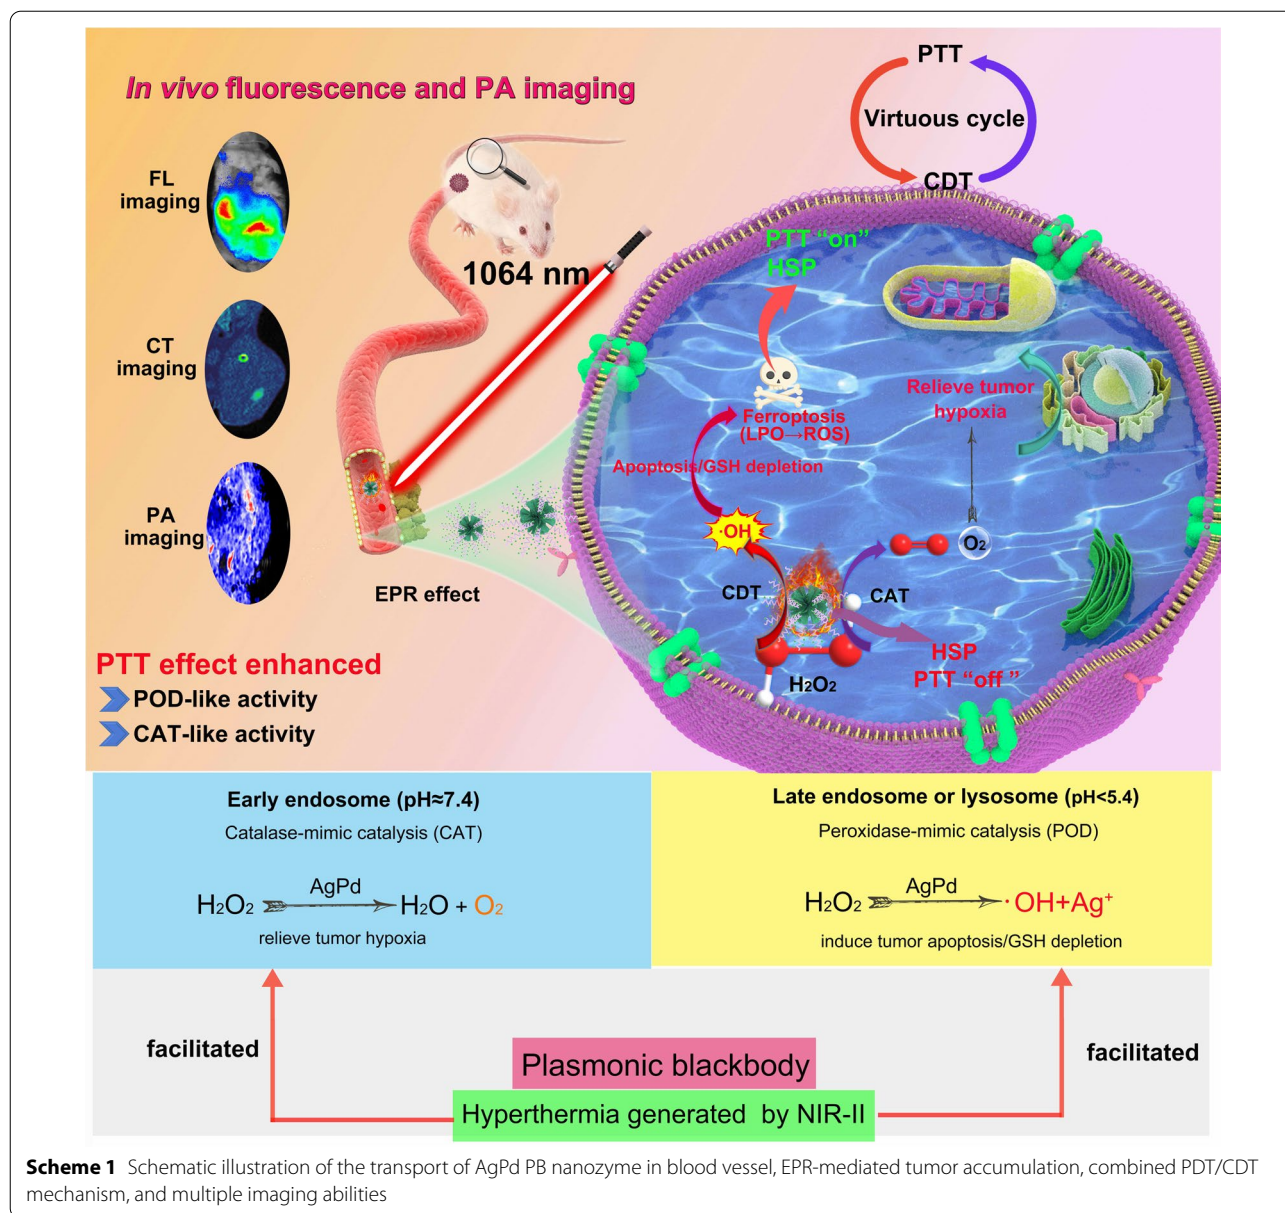 In vivo fluorescence and PA imaging
FL
imaging
CT
imaging
PA
imaging
1064 nm
EPR effect
PTT effect enhanced
POD-like activity
CAT-like activity
PTT
Virtuous cycle
CDT
PTT “on”
HSP
Relieve tumor
hypoxia
Ferroptosis
(LPO→ROS)
Apoptosis/GSH depletion
·OH
O₂
CDT
CAT
HSP
PTT “off ”
H₂O₂
Early endosome (pH≈7.4)
Catalase-mimic catalysis (CAT)
AgPd
H₂O₂ H₂O + O₂
relieve tumor hypoxia
Late endosome or lysosome (pH<5.4)
Peroxidase-mimic catalysis (POD)
AgPd
H₂O₂ ·OH+Ag⁺
induce tumor apoptosis/GSH depletion
facilitated
facilitated
Plasmonic blackbody
Hyperthermia generated by NIR-II
Scheme 1 Schematic illustration of the transport of AgPd PB nanozyme in blood vessel, EPR-mediated tumor accumulation, combined PDT/CDT
mechanism, and multiple imaging abilities